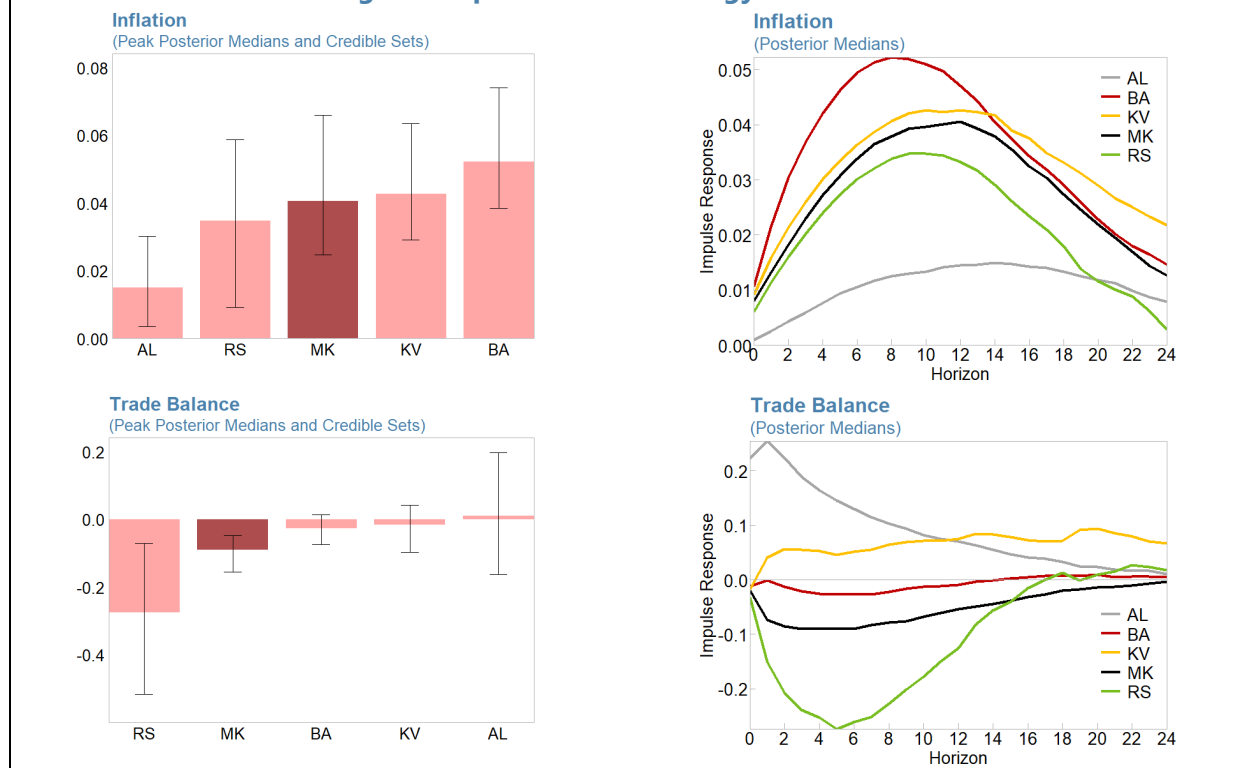 Inflation
(Peak Posterior Medians and Credible Sets)
0.08
0.06
0.04
0.02
0.00
AL RS MK KV BA
Inflation
(Posterior Medians)
Impulse Response
0.05
0.04
0.03
0.02
0.01
0.00
AL
BA
KV
MK
RS
0 2 4 6 8 10 12 14 16 18 20 22 24
Horizon
Trade Balance
(Peak Posterior Medians and Credible Sets)
0.2
0.0
-0.2
-0.4
RS MK BA KV AL
Trade Balance
(Posterior Medians)
Impulse Response
0.2
0.1
0.0
-0.1
-0.2
AL
BA
KV
MK
RS
0 2 4 6 8 10 12 14 16 18 20 22 24
Horizon